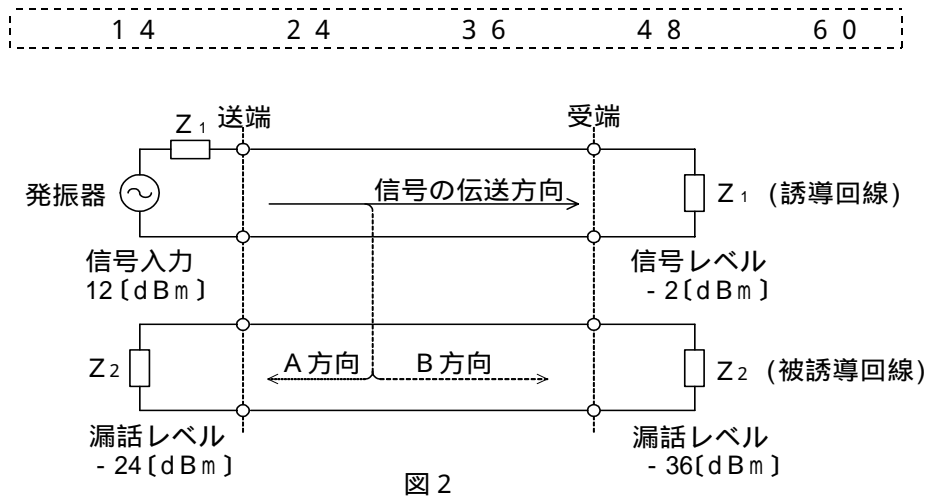 14 24 36 48 60
Z1 送端 受端
発振器 信号の伝送方向 Z1 (誘導回線)
信号入力 信号レベル
12〔dBm〕 -2〔dBm〕
Z2 A方向 B方向 Z2 (被誘導回線)
漏話レベル 漏話レベル
-24〔dBm〕 -36〔dBm〕
図2